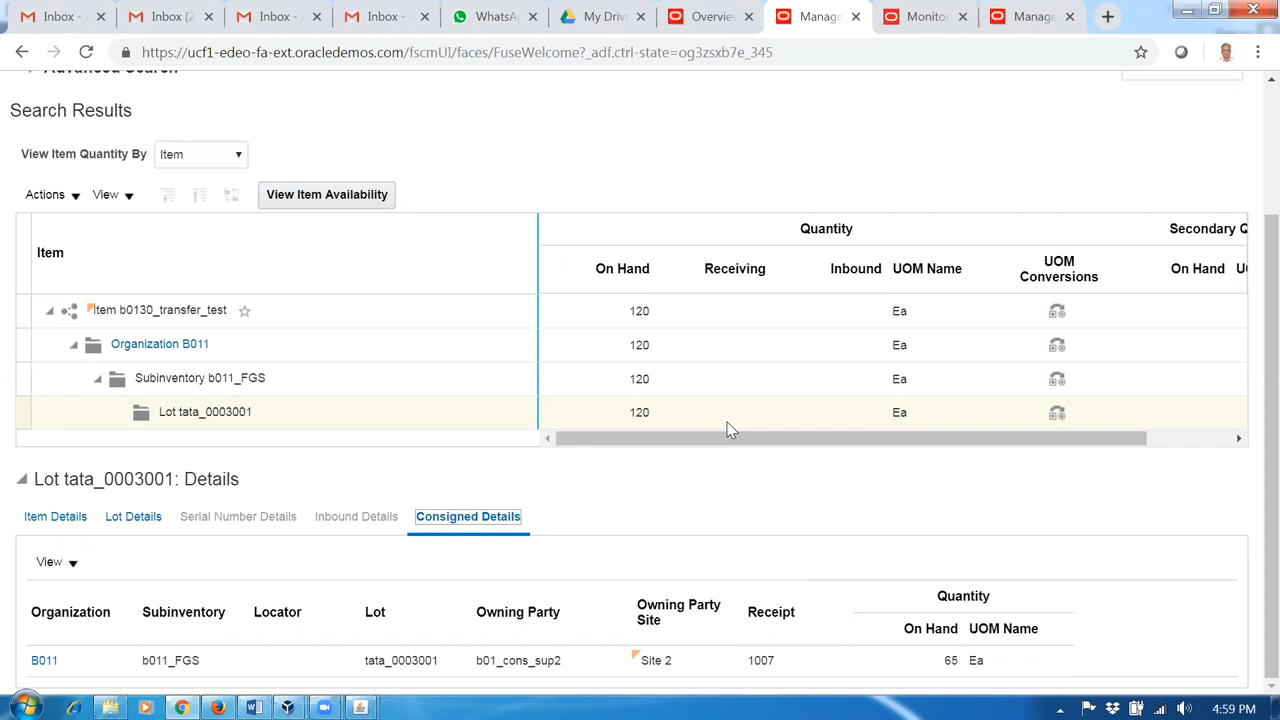 Inbox -
Inbox -
Inbox -
Inbox -
WhatsA
My Driv
Overvie
Manage
Monitor
Manage
https://ucf1-edeo-fa-ext.oracledemos.com/fscmUI/faces/FuseWelcome?_adf.ctrl-state=og3zsxb7e_345
Advanced Search
Search Results
View Item Quantity By Item
Actions View View Item Availability
Item
Quantity
Secondary Q
On Hand Receiving Inbound UOM Name UOM Conversions On Hand U
Item b0130_transfer_test 120 Ea
Organization B011 120 Ea
Subinventory b011_FGS 120 Ea
Lot tata_0003001 120 Ea
Lot tata_0003001: Details
Item Details Lot Details Serial Number Details Inbound Details Consigned Details
View
Organization Subinventory Locator Lot Owning Party Owning Party Site Receipt
Quantity
On Hand UOM Name
B011 b011_FGS tata_0003001 b01_cons_sup2 Site 2 1007 65 Ea
4:59 PM